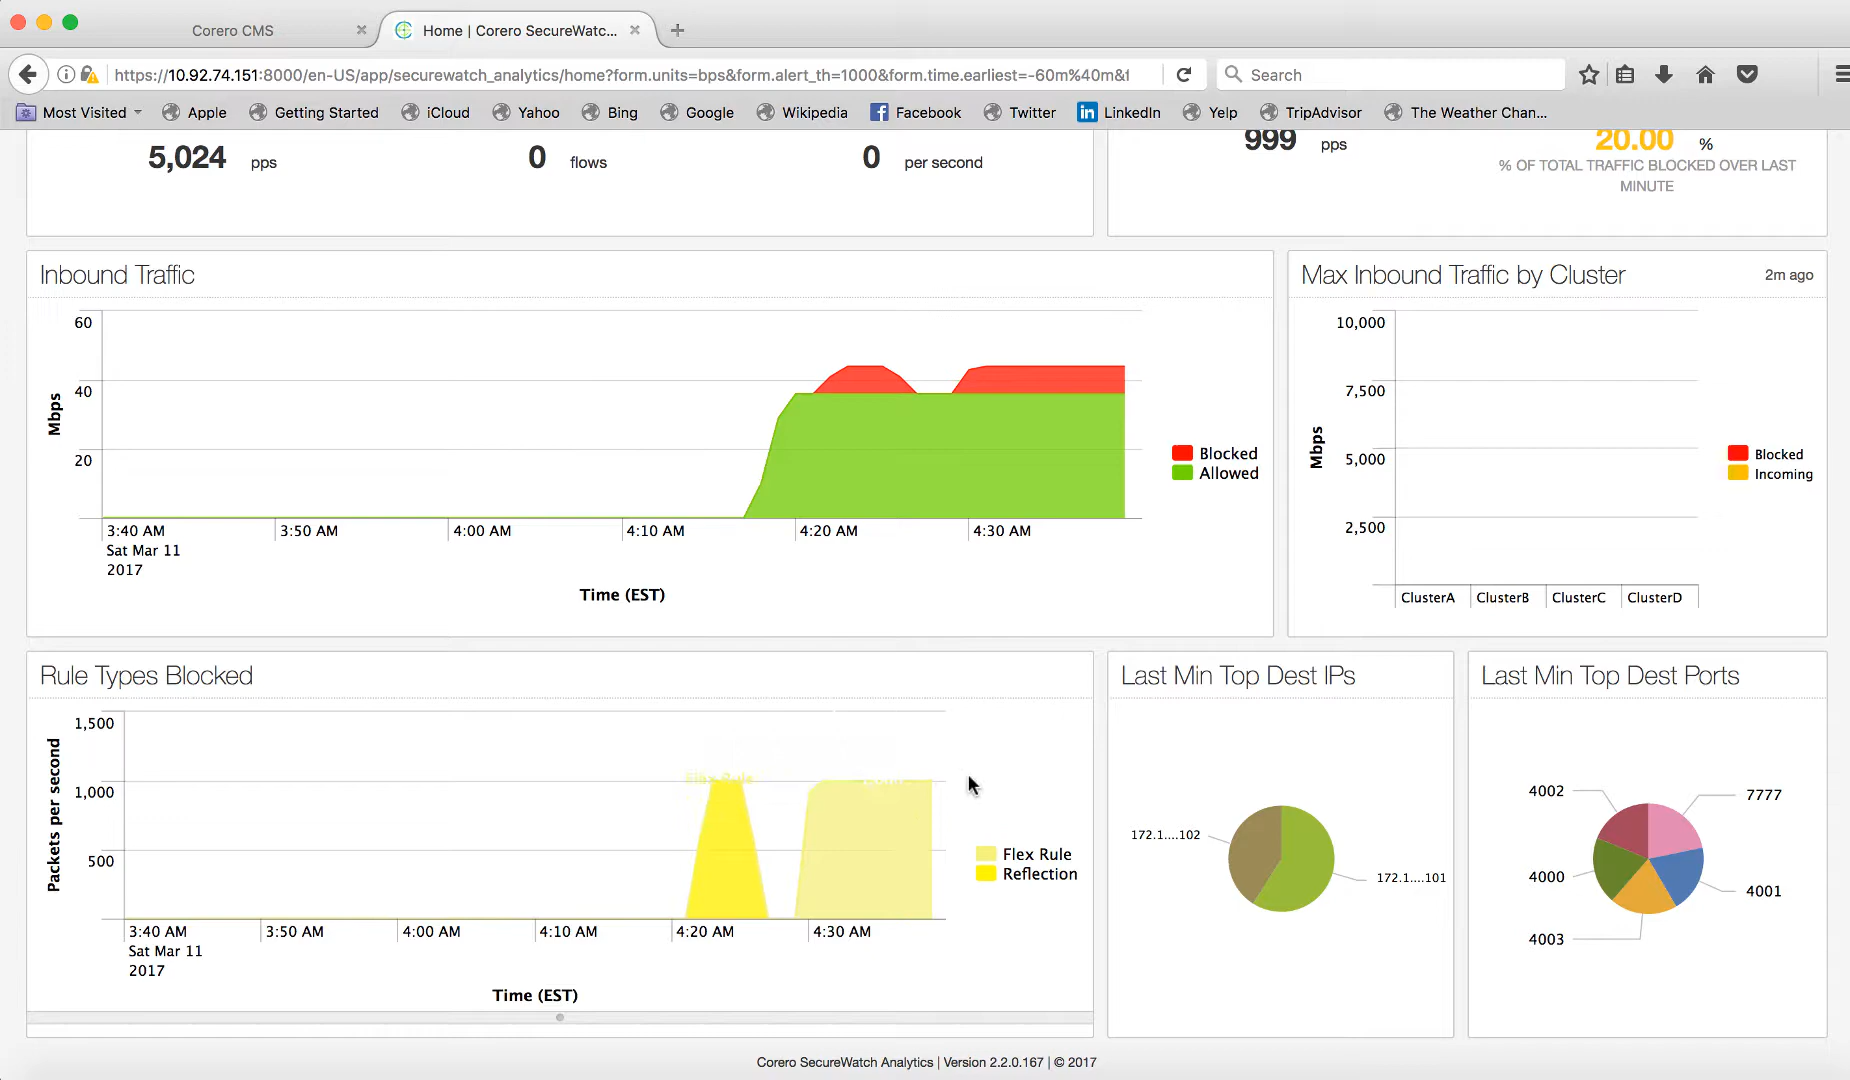 Corero CMS
Home | Corero SecureWatc...
https://10.92.74.151:8000/en-US/app/securewatch_analytics/home?form.units=bps&form.alert_th=1000&form.time.earliest=-60m%40m&f
Search
Most Visited
Apple
Getting Started
iCloud
Yahoo
Bing
Google
Wikipedia
Facebook
Twitter
LinkedIn
Yelp
TripAdvisor
The Weather Chan...
5,024 pps
0 flows
0 per second
999 pps
20.00 %
% OF TOTAL TRAFFIC BLOCKED OVER LAST
MINUTE
Inbound Traffic
60
40
20
Mbps
3:40 AM
Sat Mar 11
2017
3:50 AM
4:00 AM
4:10 AM
4:20 AM
4:30 AM
Time (EST)
Blocked
Allowed
Max Inbound Traffic by Cluster
2m ago
10,000
7,500
5,000
2,500
Mbps
ClusterA
ClusterB
ClusterC
ClusterD
Blocked
Incoming
Rule Types Blocked
1,500
1,000
500
Packets per second
Flex Rule
3:40 AM
Sat Mar 11
2017
3:50 AM
4:00 AM
4:10 AM
4:20 AM
4:30 AM
Time (EST)
Flex Rule
Reflection
Last Min Top Dest IPs
172.1....102
172.1....101
Last Min Top Dest Ports
4002
7777
4000
4001
4003
Corero SecureWatch Analytics | Version 2.2.0.167 | © 2017